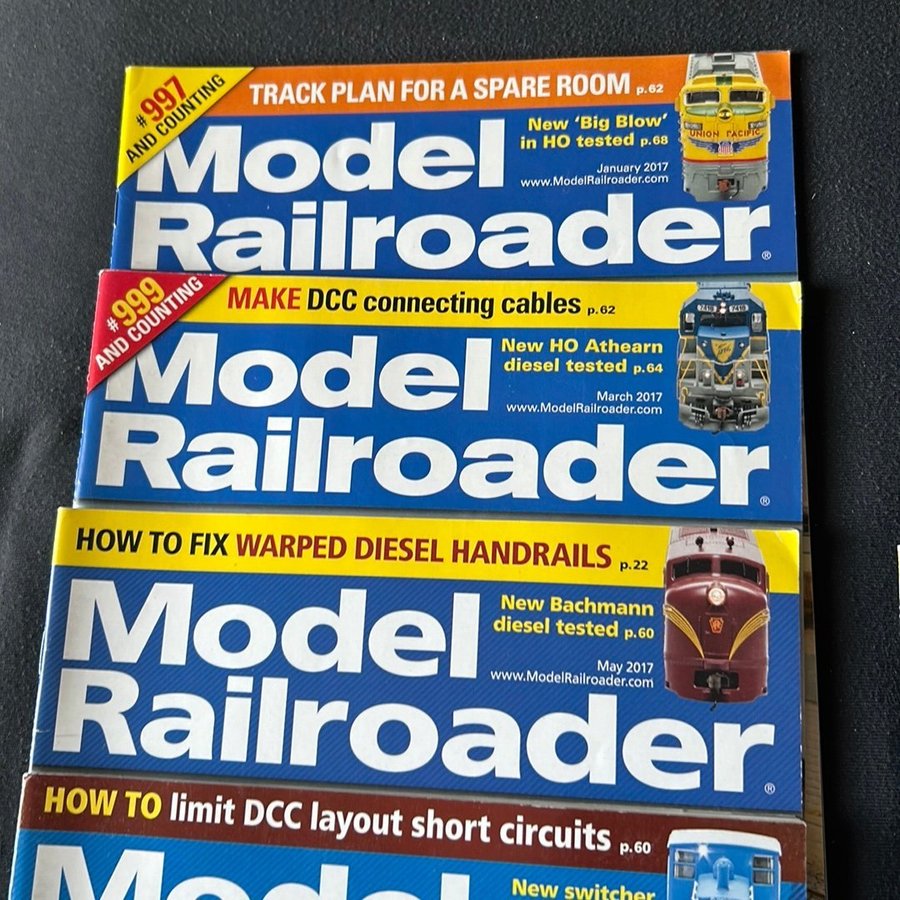 #997
AND COUNTING
TRACK PLAN FOR A SPARE ROOM p.62
New 'Big Blow'
in HO tested p.68
January 2017
www.ModelRailroader.com
UNION PACIFIC
Model
Railroader®
#999
AND COUNTING
MAKE DCC connecting cables p.62
New HO Athearn
diesel tested p.64
March 2017
www.ModelRailroader.com
7418 7418
Model
Railroader®
HOW TO FIX WARPED DIESEL HANDRAILS p.22
New Bachmann
diesel tested p.60
May 2017
www.ModelRailroader.com
Model
Railroader®
HOW TO limit DCC layout short circuits p.60
New switcher
Model